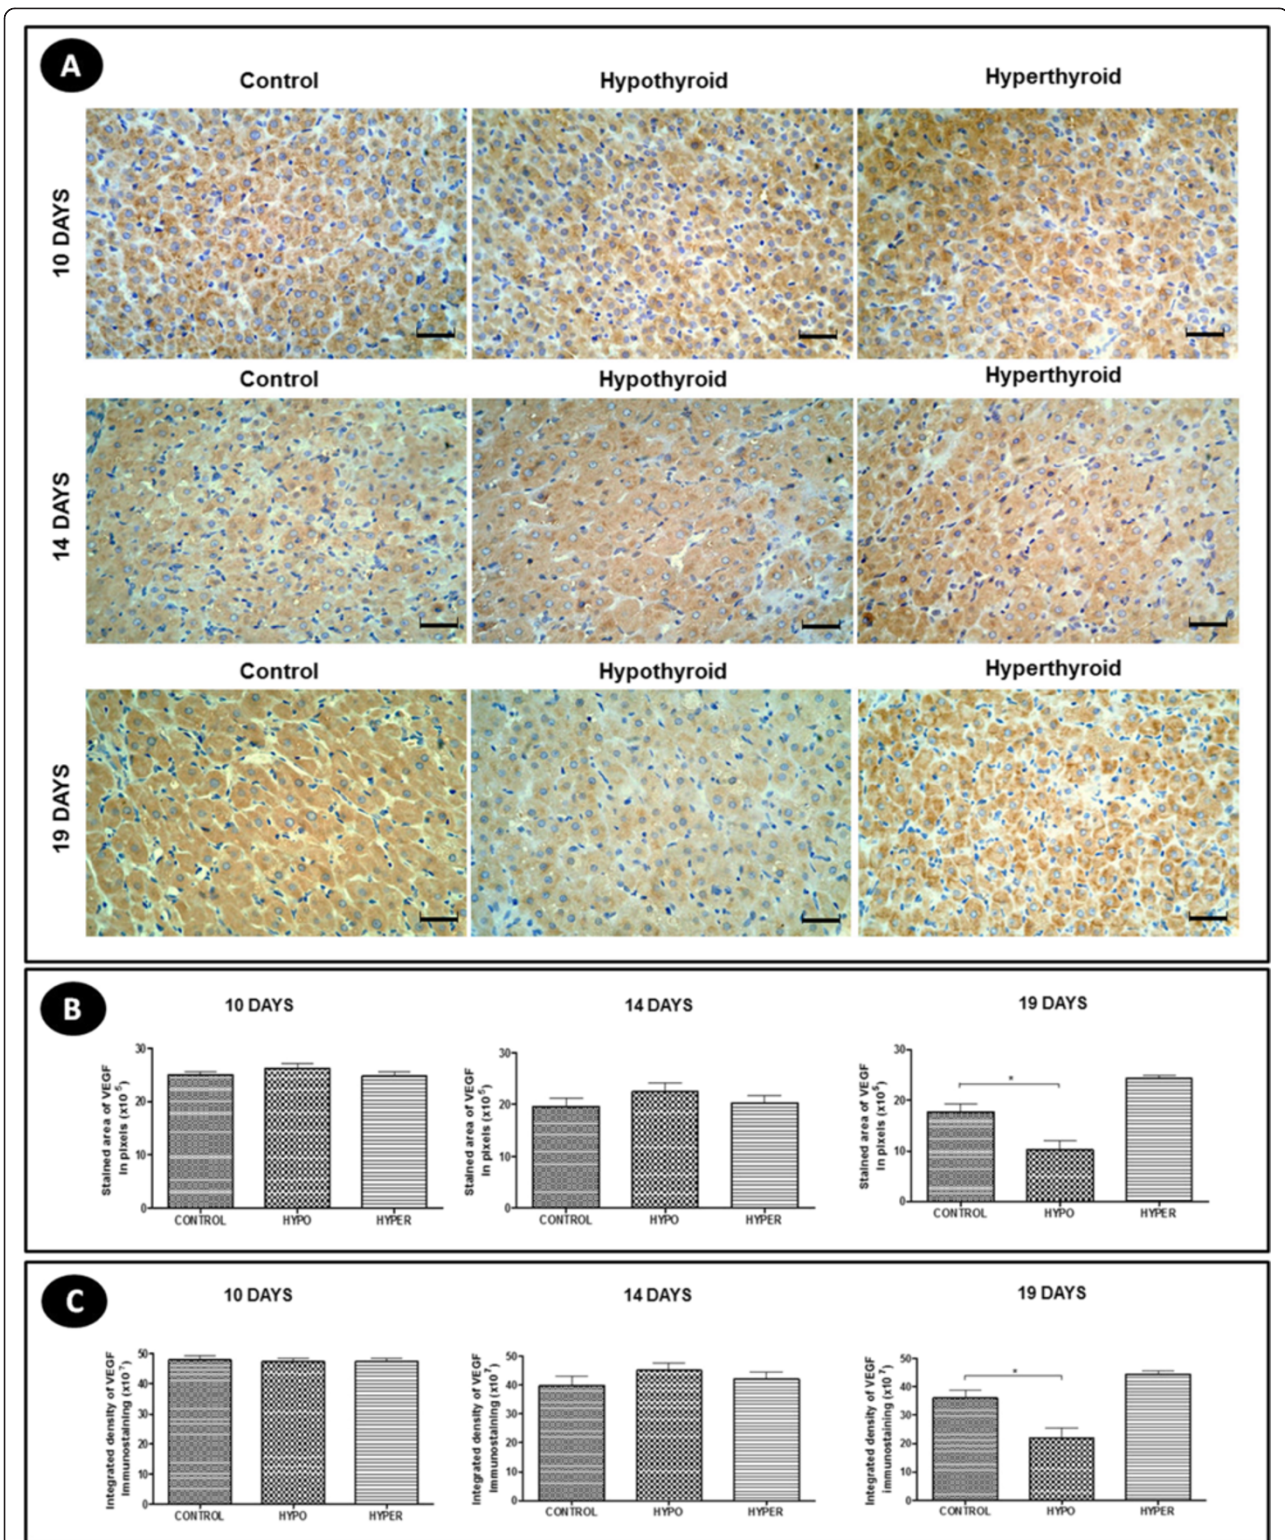 A
Control Hypothyroid Hyperthyroid
10 DAYS
Control Hypothyroid Hyperthyroid
14 DAYS
Control Hypothyroid Hyperthyroid
19 DAYS
B
10 DAYS 14 DAYS 19 DAYS
Stained area of VEGF
In pixels (x10⁵)
30
20
10
0
CONTROL HYPO HYPER
Stained area of VEGF
In pixels (x10⁵)
30
20
10
0
CONTROL HYPO HYPER
Stained area of VEGF
In pixels (x10⁵)
30
20
10
0
*
CONTROL HYPO HYPER
C
10 DAYS 14 DAYS 19 DAYS
Integrated density of VEGF
immunostaining (x10⁷)
50
40
30
20
10
0
CONTROL HYPO HYPER
Integrated density of VEGF
immunostaining (x10⁷)
50
40
30
20
10
0
CONTROL HYPO HYPER
Integrated density of VEGF
immunostaining (x10⁷)
50
40
30
20
10
0
*
CONTROL HYPO HYPER